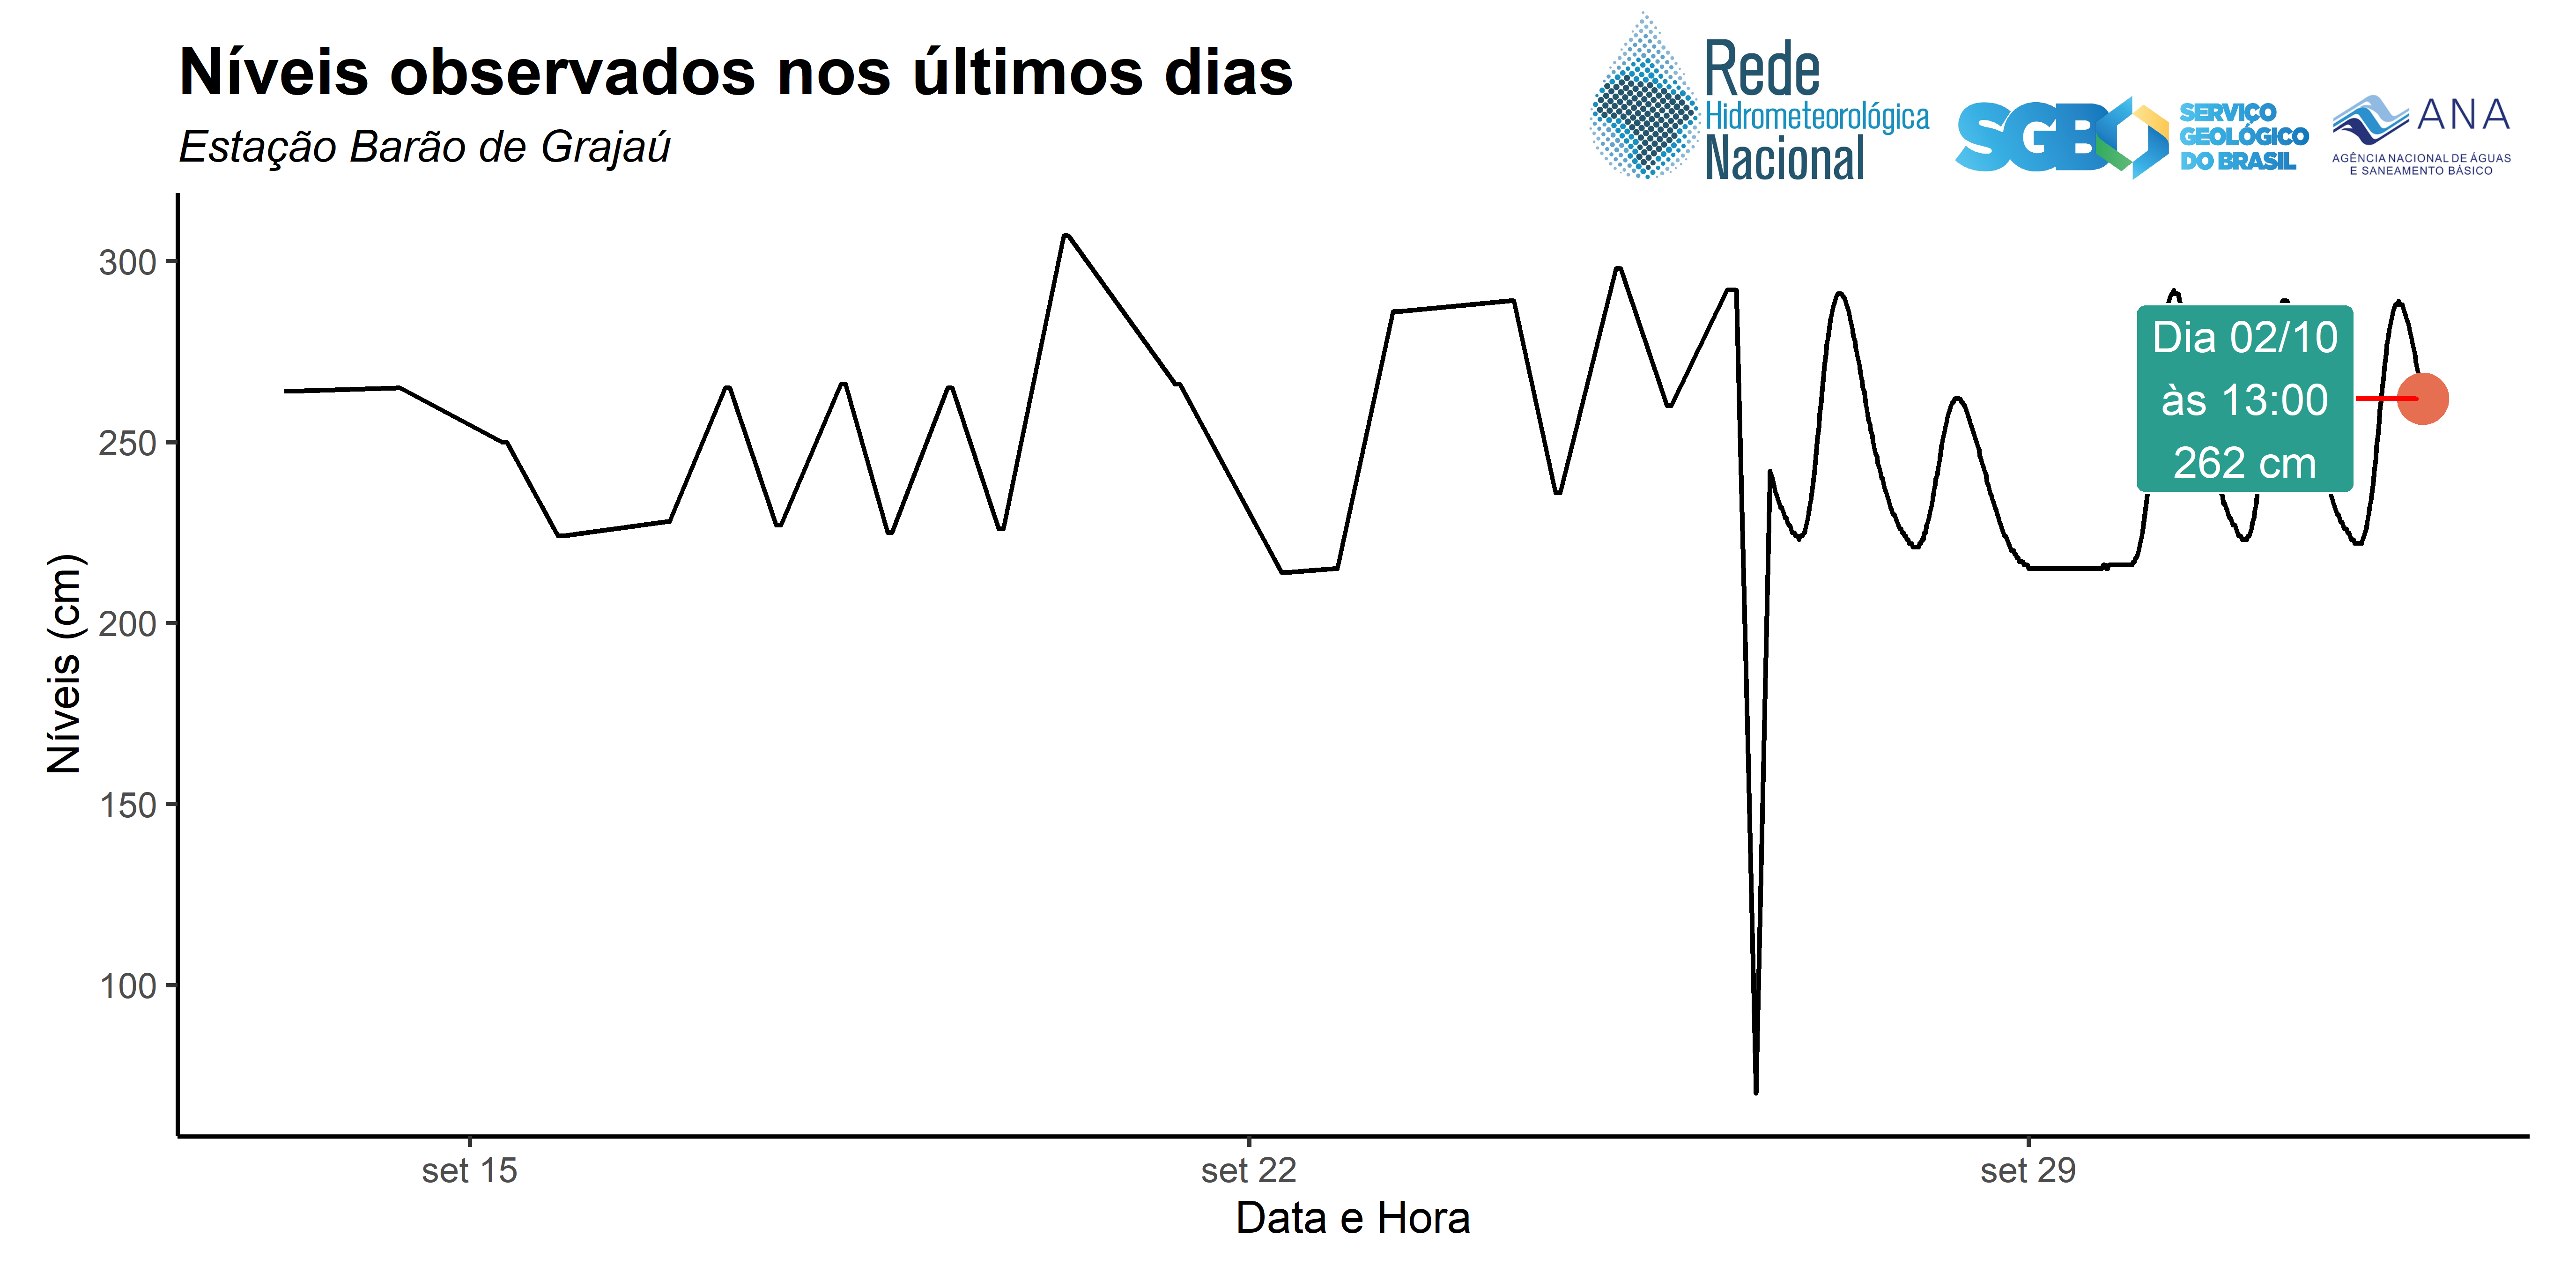 Níveis observados nos últimos dias
Estação Barão de Grajaú
Rede
Hidrometeorológica
Nacional
SGB
SERVIÇO
GEOLÓGICO
DO BRASIL
ANA
AGÊNCIA NACIONAL DE ÁGUAS
E SANEAMENTO BÁSICO
Níveis (cm)
300
250
200
150
100
Dia 02/10
às 13:00
262 cm
set 15
set 22
set 29
Data e Hora